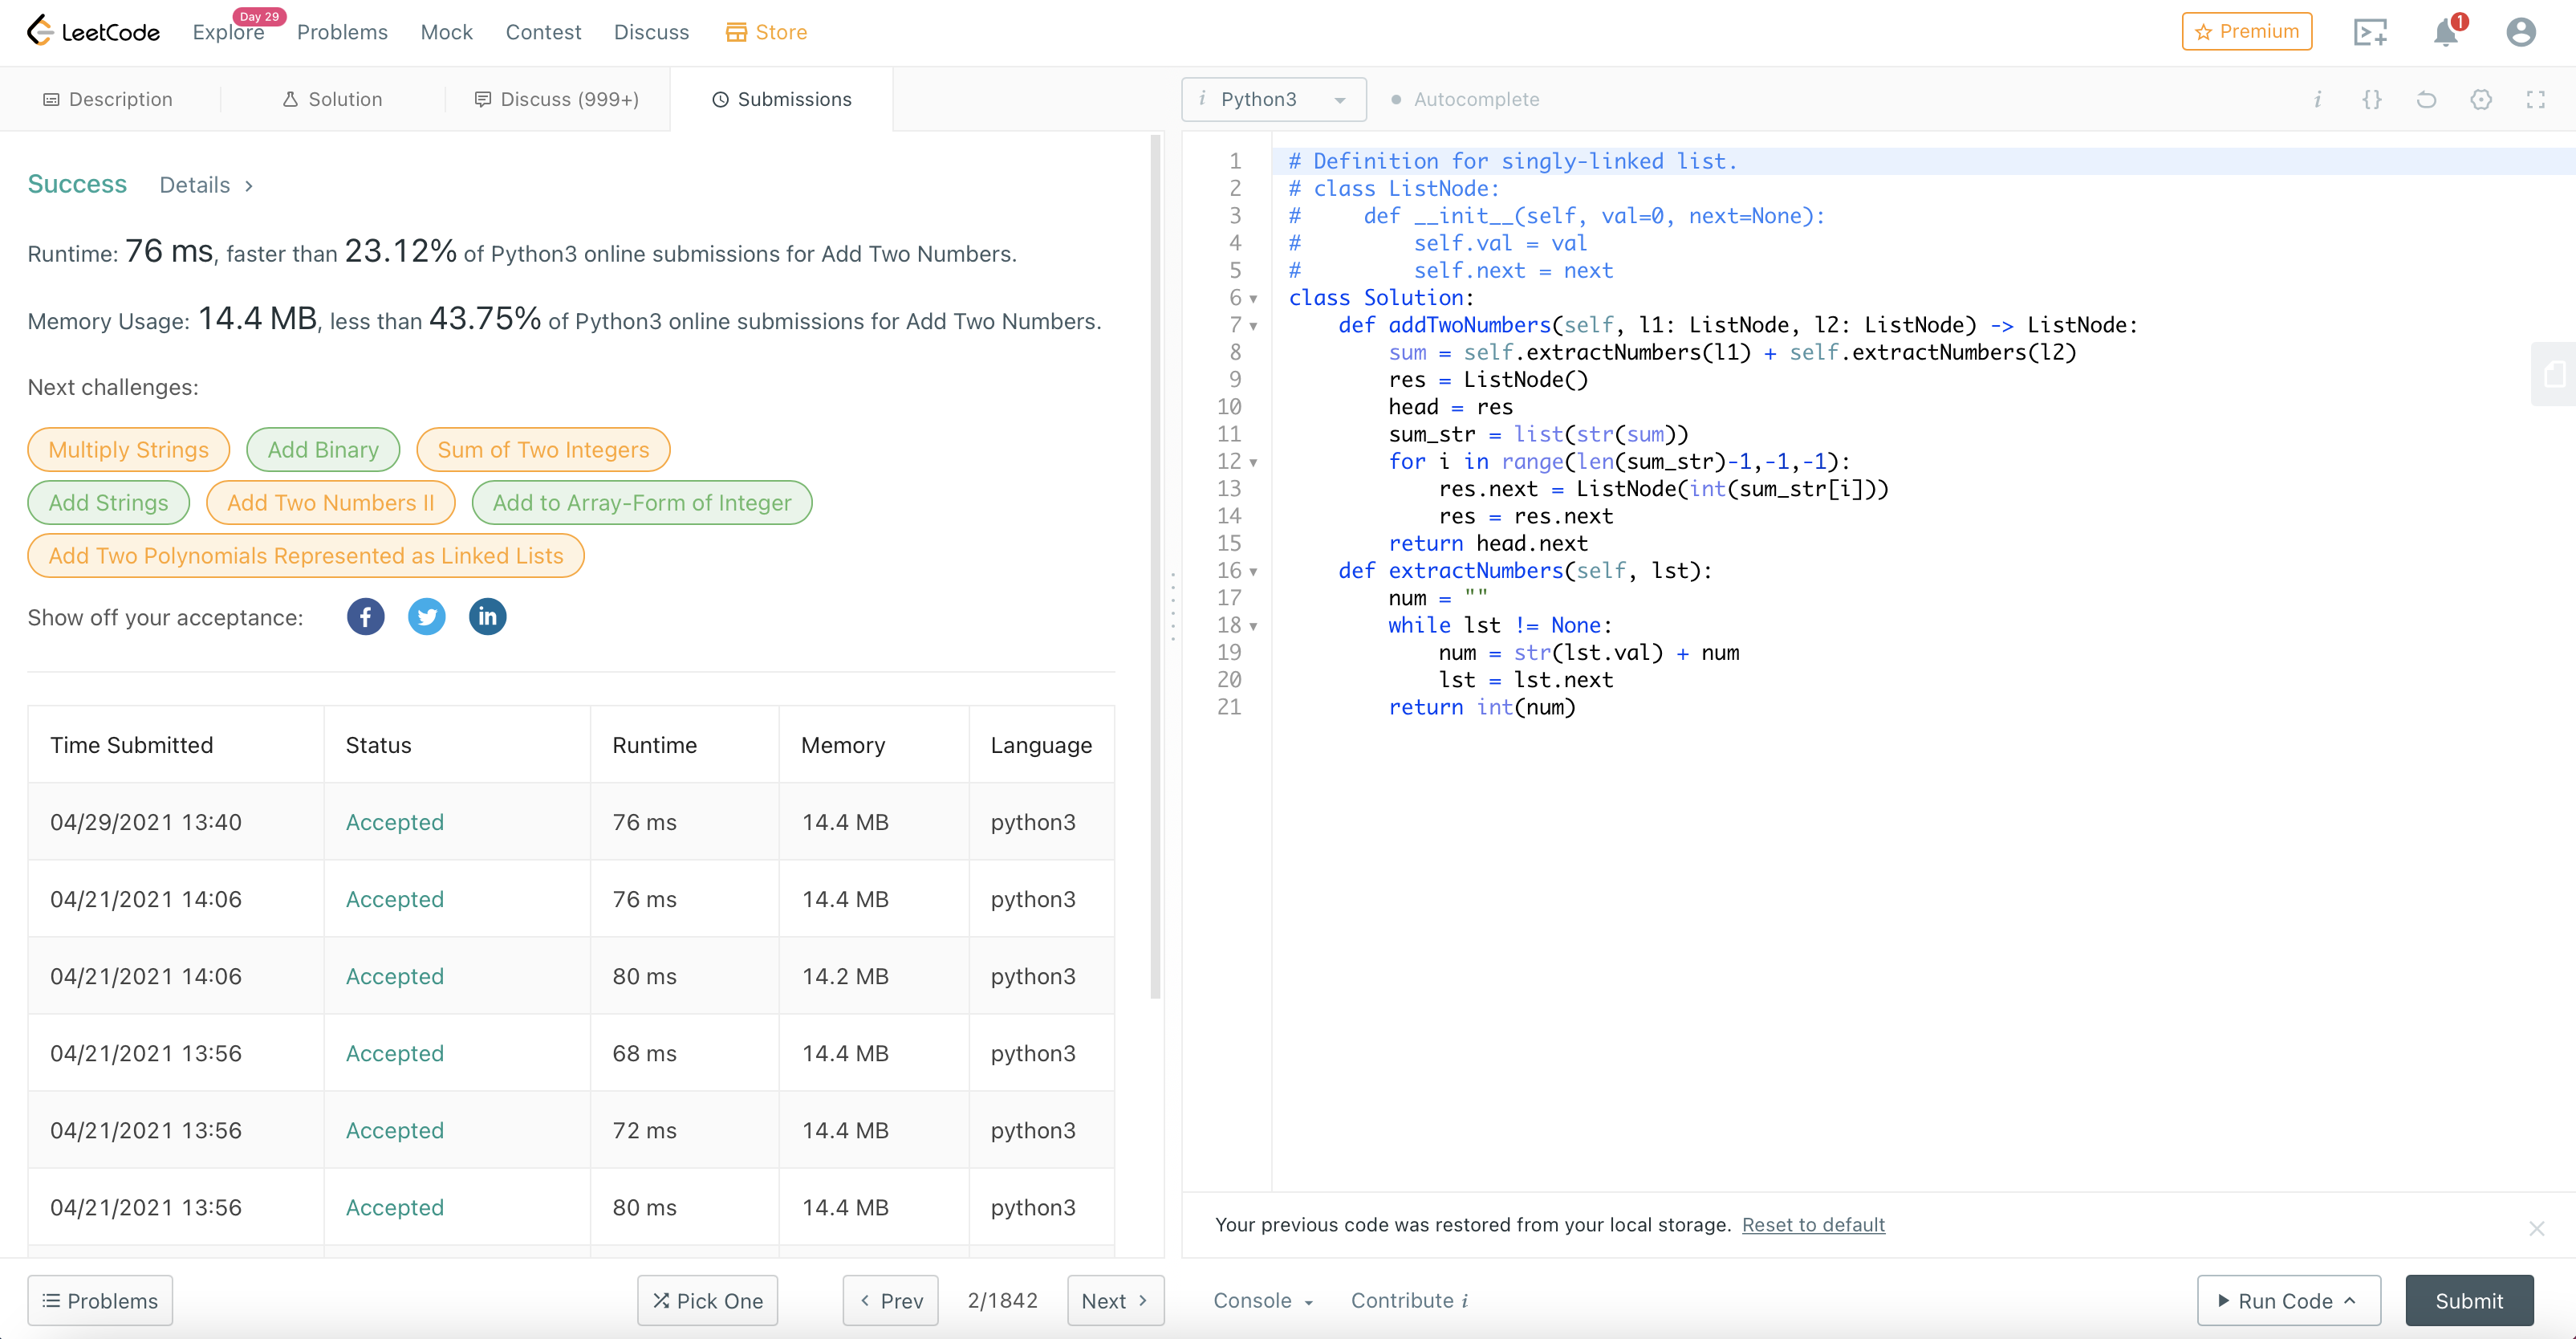 LeetCode Explore Day 29 Problems Mock Contest Discuss Store Premium 1
Description Solution Discuss (999+) Submissions
Success Details
Runtime: 76 ms, faster than 23.12% of Python3 online submissions for Add Two Numbers.
Memory Usage: 14.4 MB, less than 43.75% of Python3 online submissions for Add Two Numbers.
Next challenges:
Multiply Strings Add Binary Sum of Two Integers
Add Strings Add Two Numbers II Add to Array-Form of Integer
Add Two Polynomials Represented as Linked Lists
Show off your acceptance:
Time Submitted Status Runtime Memory Language
04/29/2021 13:40 Accepted 76 ms 14.4 MB python3
04/21/2021 14:06 Accepted 76 ms 14.4 MB python3
04/21/2021 14:06 Accepted 80 ms 14.2 MB python3
04/21/2021 13:56 Accepted 68 ms 14.4 MB python3
04/21/2021 13:56 Accepted 72 ms 14.4 MB python3
04/21/2021 13:56 Accepted 80 ms 14.4 MB python3
Problems Pick One < Prev 2/1842 Next >
i Python3 Autocomplete i {}
1 # Definition for singly-linked list.
2 # class ListNode:
3 #     def __init__(self, val=0, next=None):
4 #         self.val = val
5 #         self.next = next
6 class Solution:
7     def addTwoNumbers(self, l1: ListNode, l2: ListNode) -> ListNode:
8         sum = self.extractNumbers(l1) + self.extractNumbers(l2)
9         res = ListNode()
10         head = res
11         sum_str = list(str(sum))
12         for i in range(len(sum_str)-1,-1,-1):
13             res.next = ListNode(int(sum_str[i]))
14             res = res.next
15         return head.next
16     def extractNumbers(self, lst):
17         num = ""
18         while lst != None:
19             num = str(lst.val) + num
20             lst = lst.next
21         return int(num)
Your previous code was restored from your local storage. Reset to default
Console Contribute i Run Code Submit